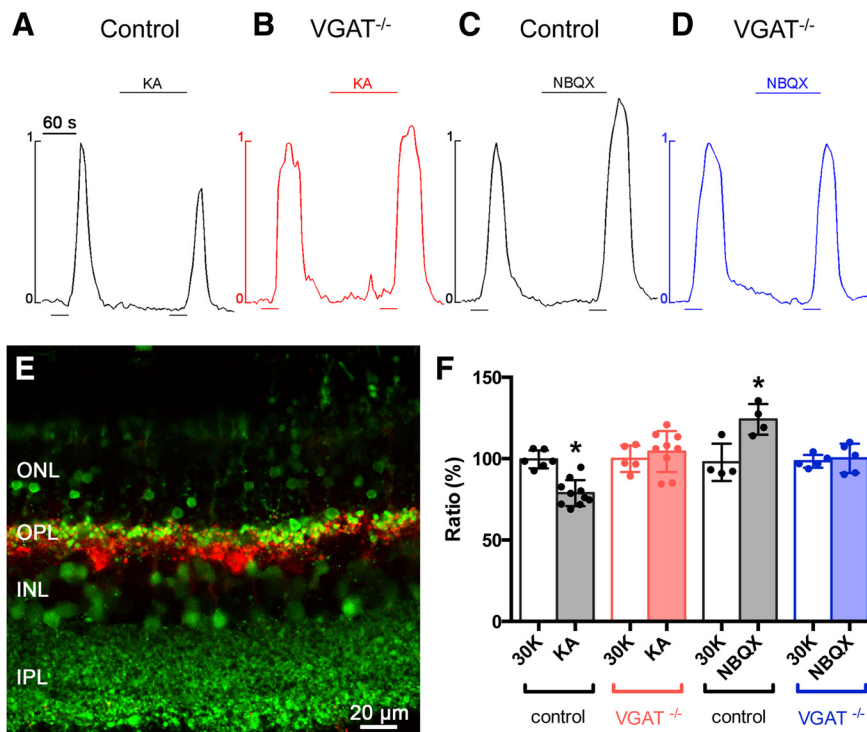 A Control B VGAT-/- C Control D VGAT-/-
KA KA NBQX NBQX
60 s
1 1 1 1
0 0 0 0
E F
ONL
OPL
INL
IPL
20 µm
Ratio (%)
150
100
50
0
* *
30K KA 30K KA 30K NBQX 30K NBQX
control VGAT -/- control VGAT -/-